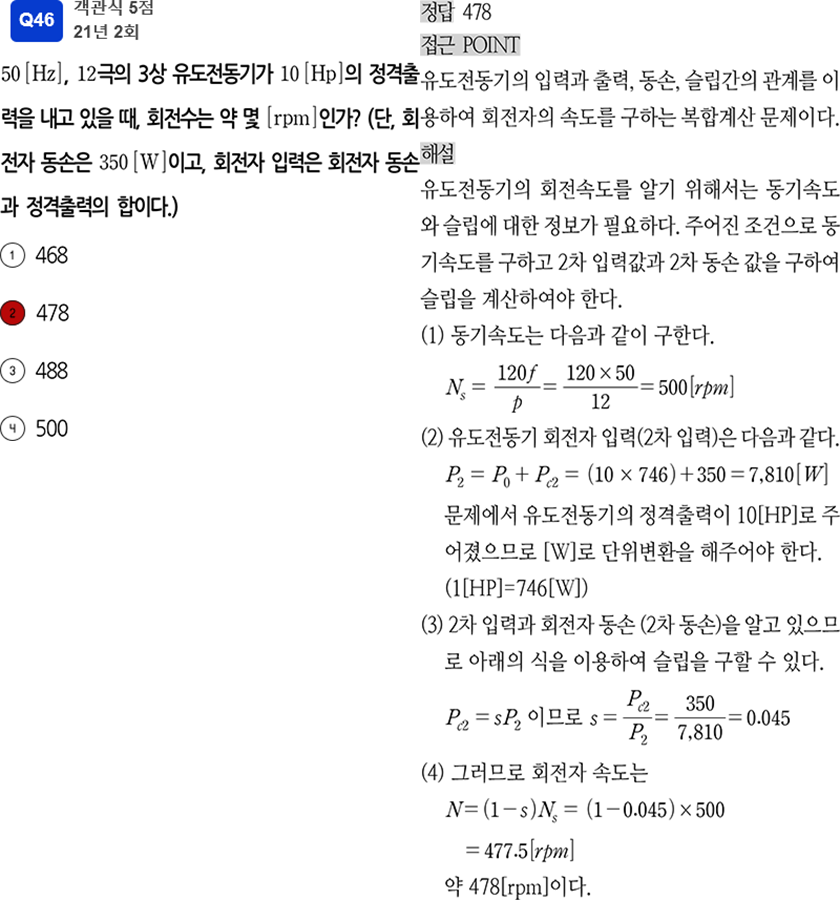 Q46
객관식 5점
21년 2회
50[Hz], 12극의 3상 유도전동기가 10[Hp]의 정격출
력을 내고 있을 때, 회전수는 약 몇 [rpm]인가? (단, 회
전자 동손은 350[W]이고, 회전자 입력은 회전자 동손
과 정격출력의 합이다.)
① 468
2 478
③ 488
④ 500
정답 478
접근 POINT
유도전동기의 입력과 출력, 동손, 슬립간의 관계를 이
용하여 회전자의 속도를 구하는 복합계산 문제이다.
해설
유도전동기의 회전속도를 알기 위해서는 동기속도
와 슬립에 대한 정보가 필요하다. 주어진 조건으로 동
기속도를 구하고 2차 입력값과 2차 동손 값을 구하여
슬립을 계산하여야 한다.
(1) 동기속도는 다음과 같이 구한다.
N_s = 120f/p = 120×50/12 = 500[rpm]
(2) 유도전동기 회전자 입력(2차 입력)은 다음과 같다.
P_2 = P_0 + P_c2 = (10 × 746)+350 = 7,810[W]
문제에서 유도전동기의 정격출력이 10[HP]로 주
어졌으므로 [W]로 단위변환을 해주어야 한다.
(1[HP]=746[W])
(3) 2차 입력과 회전자 동손 (2차 동손)을 알고 있으므
로 아래의 식을 이용하여 슬립을 구할 수 있다.
P_c2 = sP_2 이므로 s = P_c2/P_2 = 350/7,810 = 0.045
(4) 그러므로 회전자 속도는
N=(1-s)N_s = (1-0.045)×500
= 477.5[rpm]
약 478[rpm]이다.